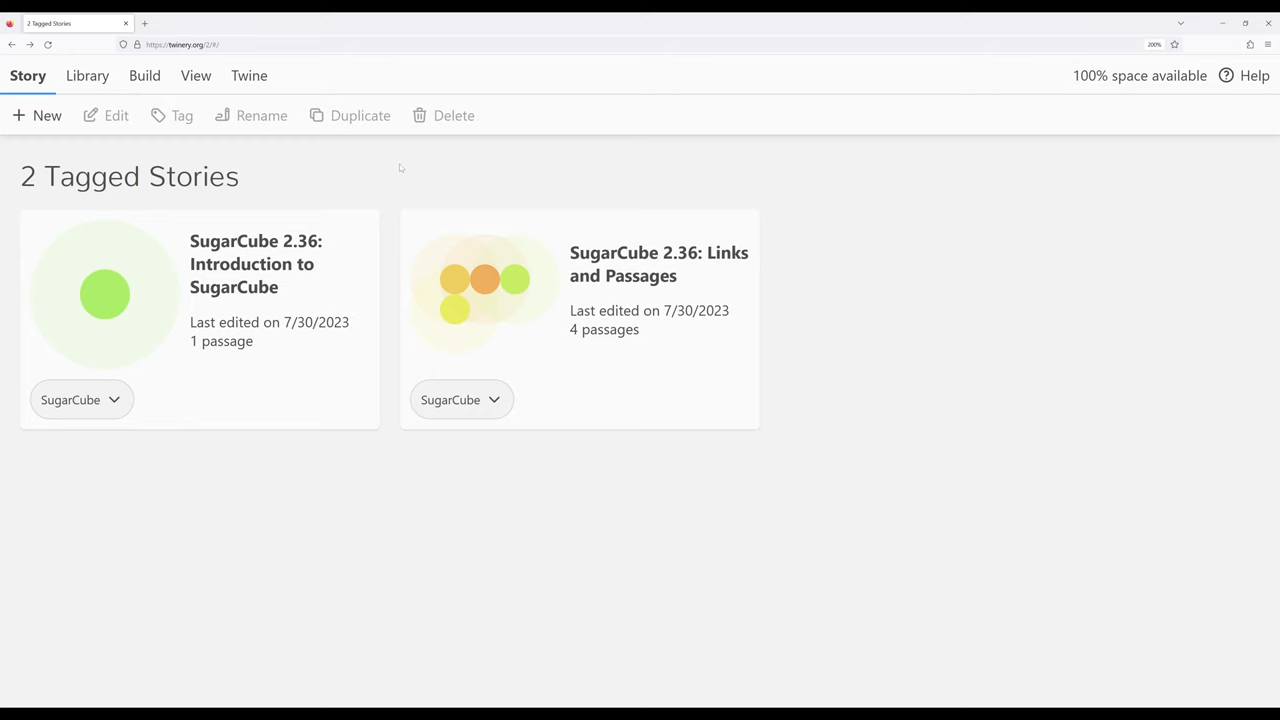 2 Tagged Stories
https://twinery.org/2/#/
200%
Story Library Build View Twine 100% space available Help
New Edit Tag Rename Duplicate Delete
2 Tagged Stories
SugarCube 2.36:
Introduction to
SugarCube
Last edited on 7/30/2023
1 passage
SugarCube
SugarCube 2.36: Links
and Passages
Last edited on 7/30/2023
4 passages
SugarCube